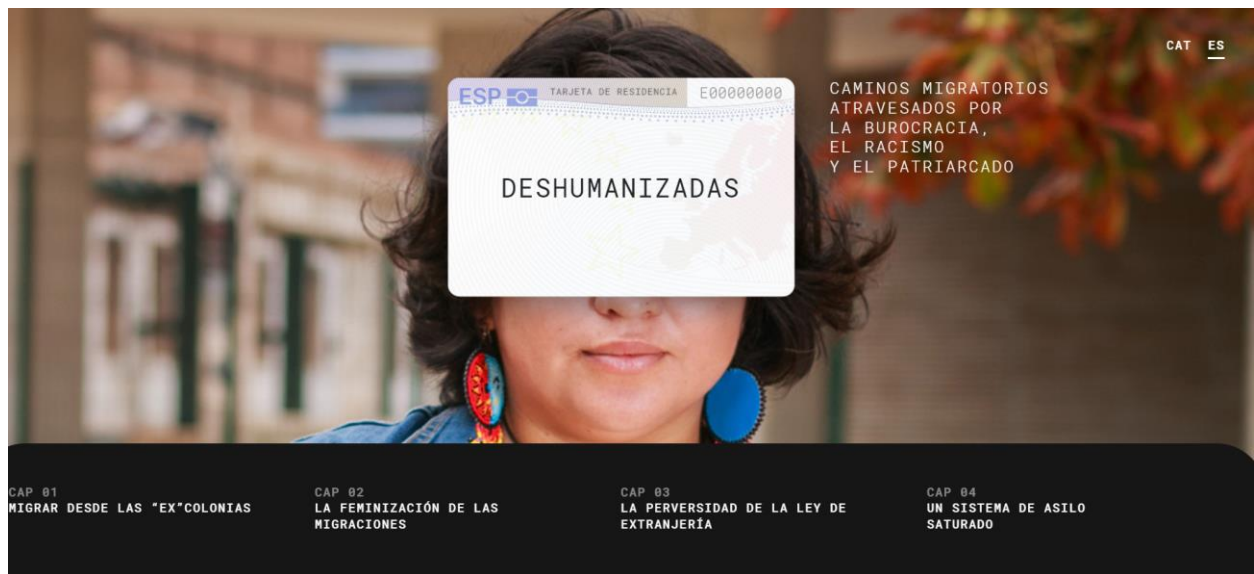 CAT ES
ESP TARJETA DE RESIDENCIA E00000000
DESHUMANIZADAS
CAMINOS MIGRATORIOS
ATRAVESADOS POR
LA BUROCRACIA,
EL RACISMO
Y EL PATRIARCADO
CAP 01
MIGRAR DESDE LAS "EX"COLONIAS
CAP 02
LA FEMINIZACIÓN DE LAS
MIGRACIONES
CAP 03
LA PERVERSIDAD DE LA LEY DE
EXTRANJERÍA
CAP 04
UN SISTEMA DE ASILO
SATURADO